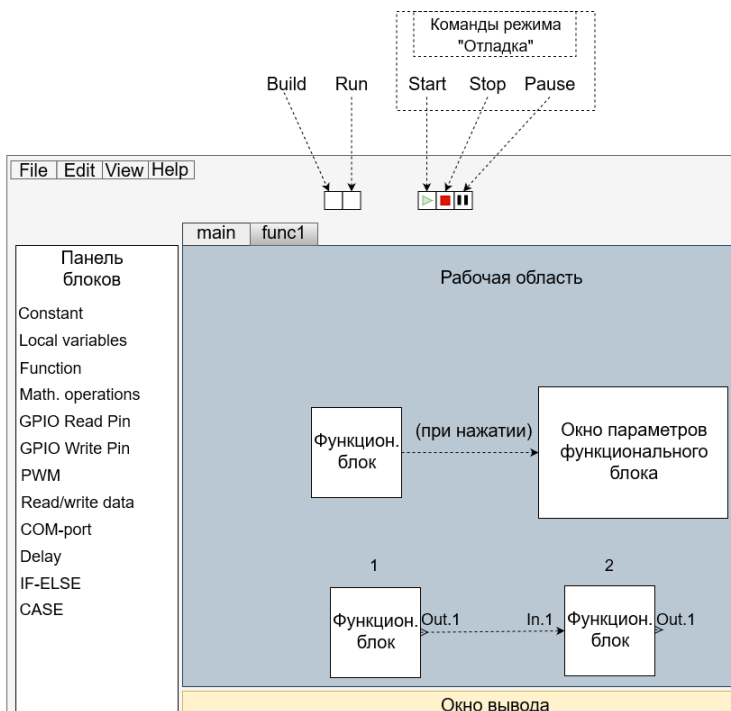 Команды режима
"Отладка"
Build Run Start Stop Pause
File Edit View Help
main func1
Панель
блоков
Рабочая область
Constant
Local variables
Function
Math. operations
GPIO Read Pin
GPIO Write Pin
PWM
Read/write data
COM-port
Delay
IF-ELSE
CASE
Функцион.
блок
(при нажатии)
Окно параметров
функционального
блока
1 2
Функцион.
блок
Out.1 In.1
Функцион.
блок
Out.1
Окно вывода